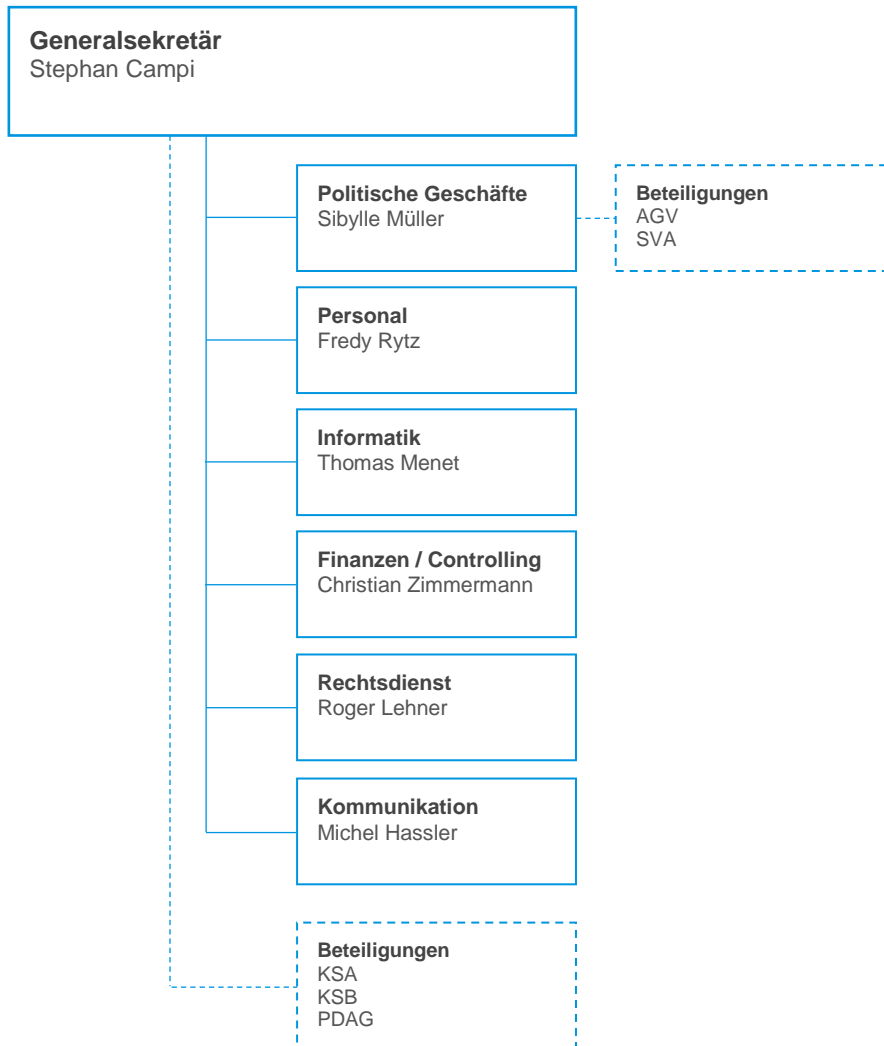 Generalsekretär
Stephan Campi
Politische Geschäfte
Sibylle Müller
Beteiligungen
AGV
SVA
Personal
Fredy Rytz
Informatik
Thomas Menet
Finanzen / Controlling
Christian Zimmermann
Rechtsdienst
Roger Lehner
Kommunikation
Michel Hassler
Beteiligungen
KSA
KSB
PDAG